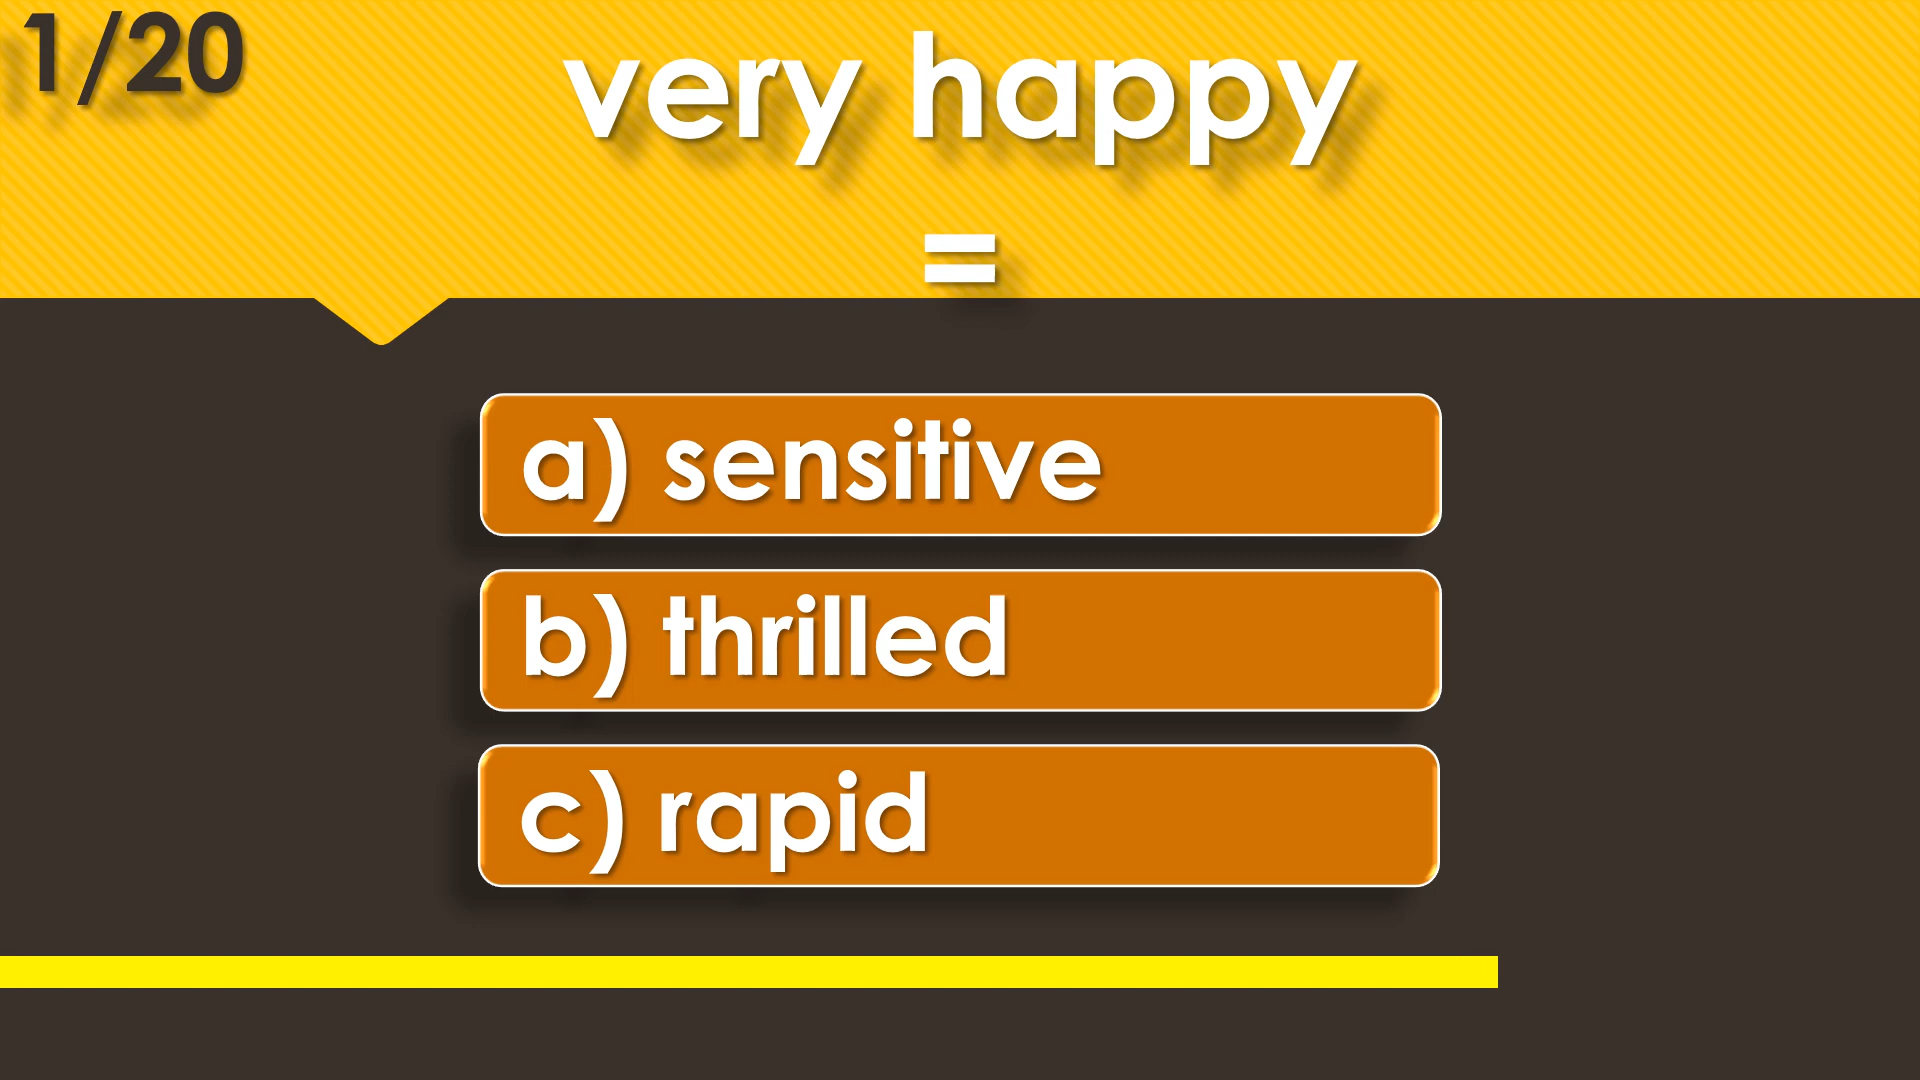 1/20
very happy
=
a) sensitive
b) thrilled
c) rapid